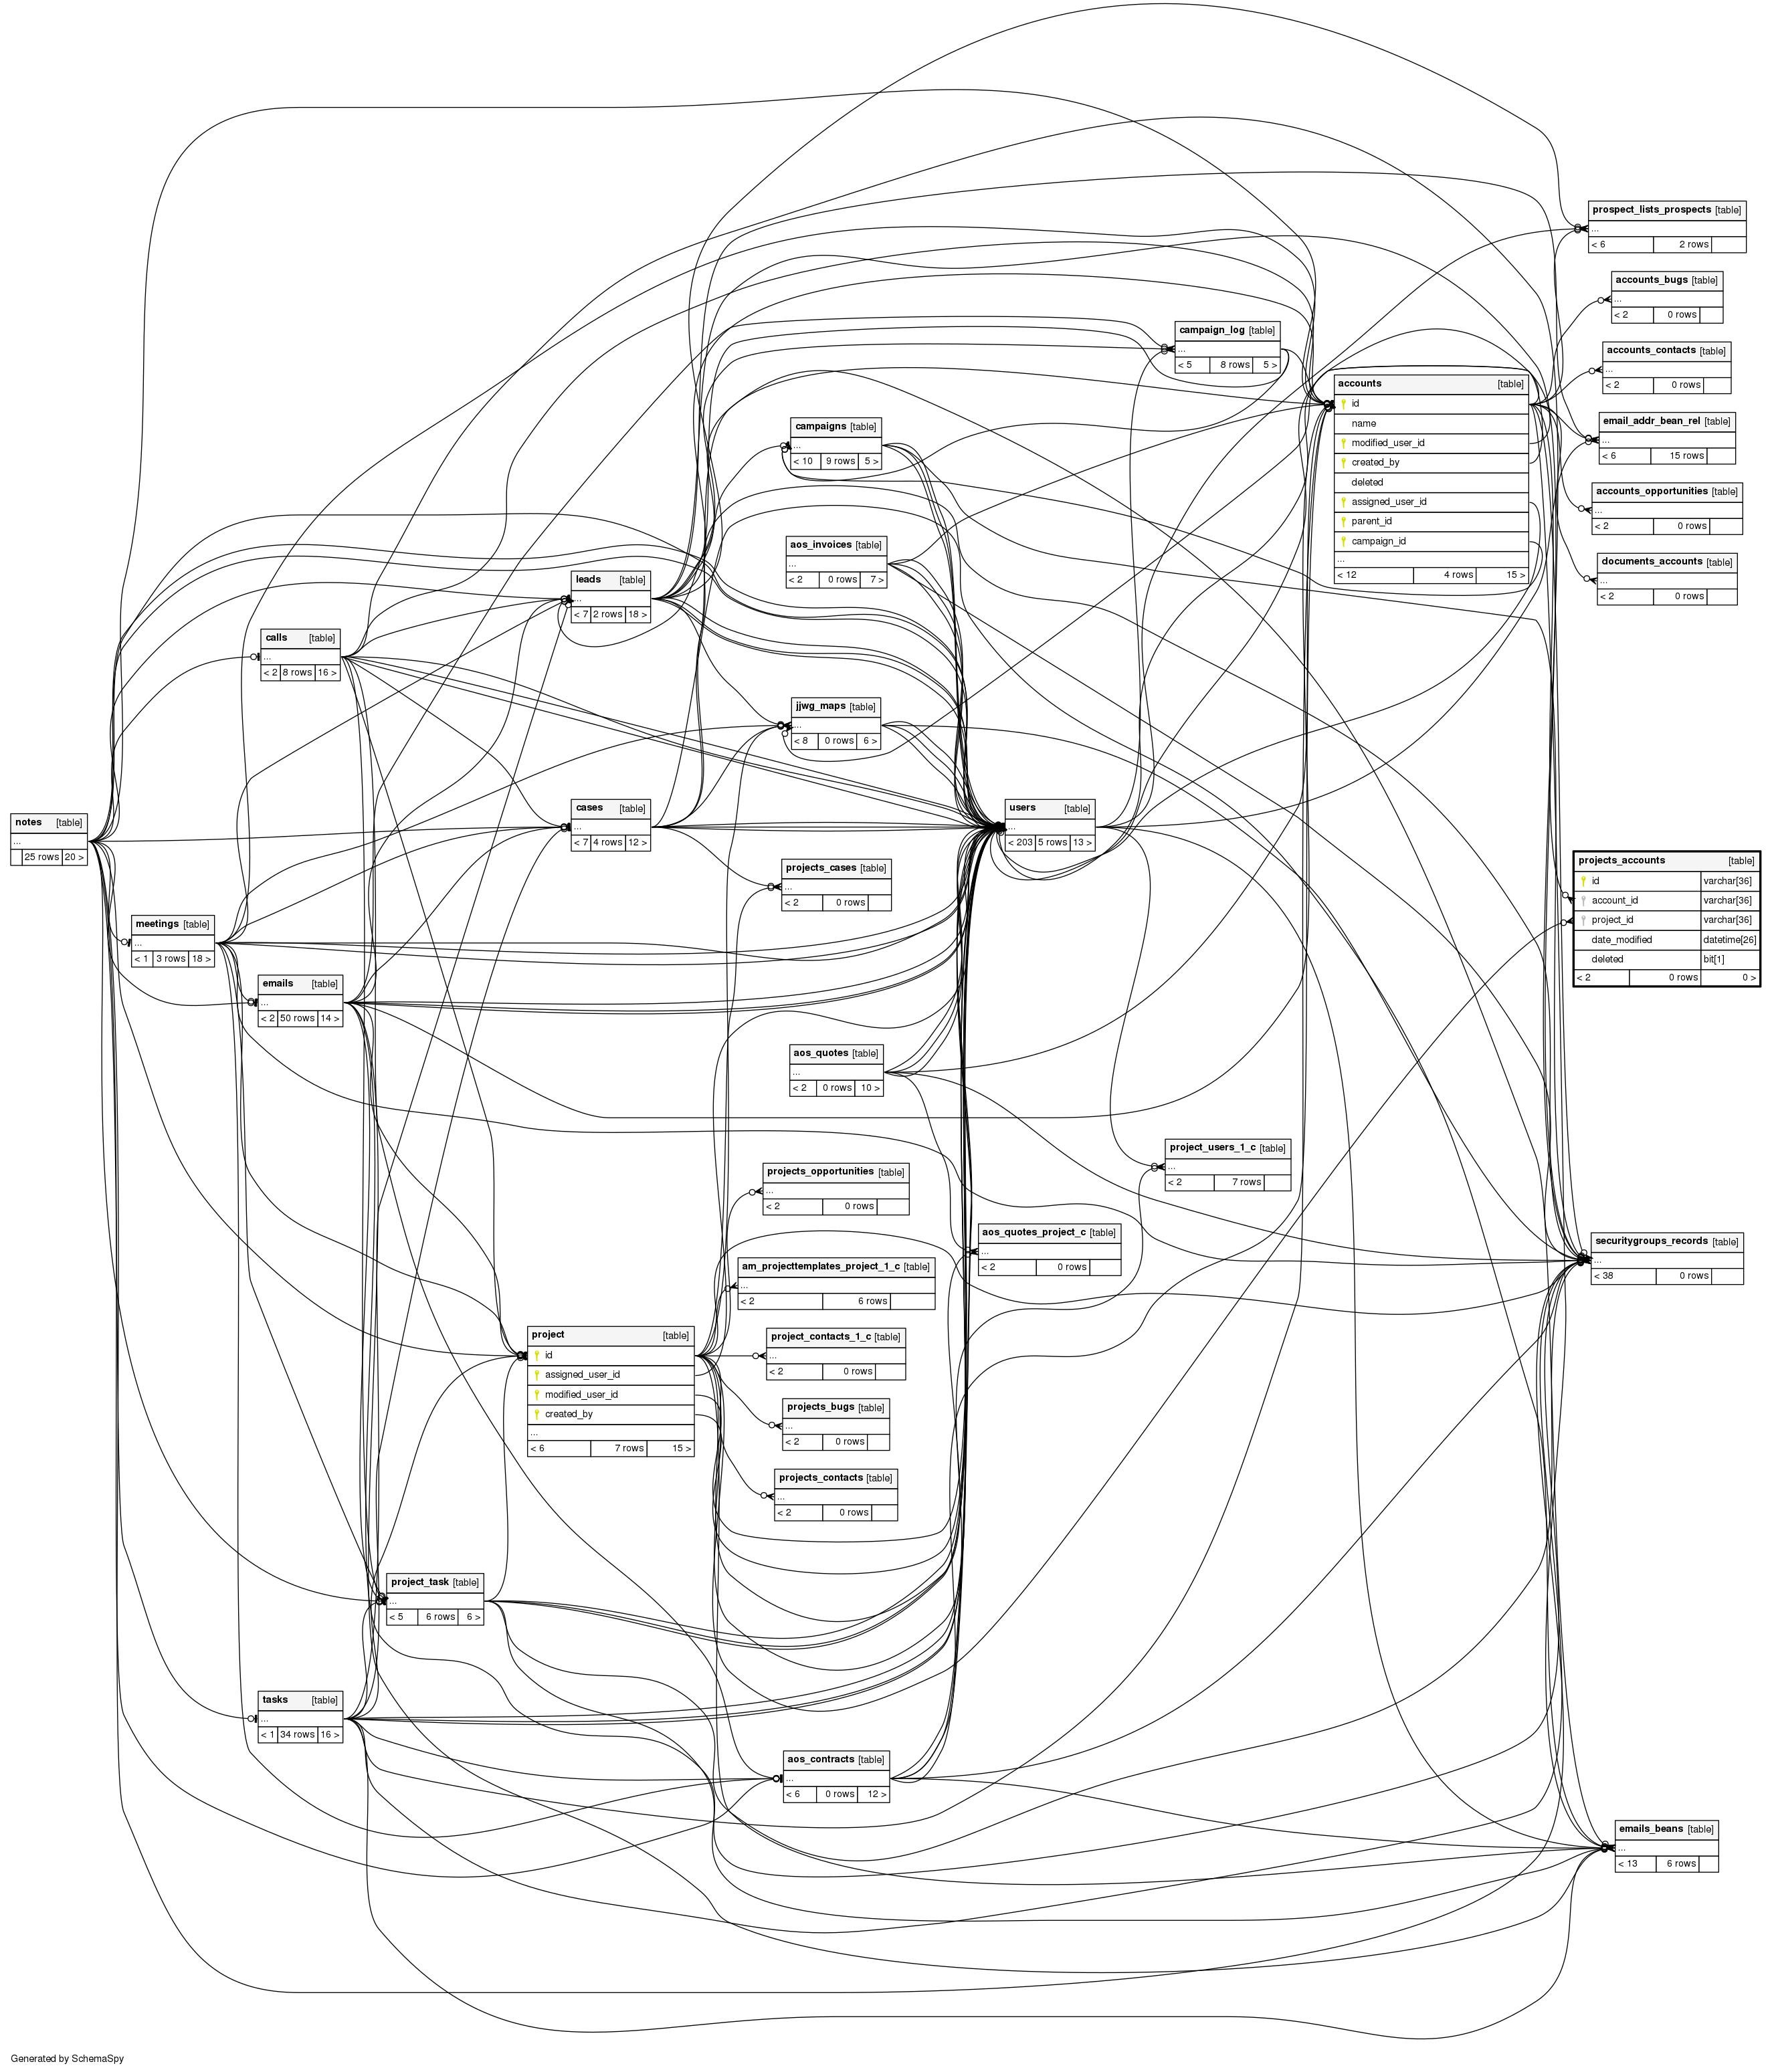 prospect_lists_prospects [table]
...
< 6 2 rows
accounts_bugs [table]
...
< 2 0 rows
campaign_log [table]
...
< 5 8 rows 5 >
accounts_contacts [table]
...
< 2 0 rows
accounts [table]
id
name
modified_user_id
created_by
deleted
assigned_user_id
parent_id
campaign_id
...
< 12 4 rows 15 >
email_addr_bean_rel [table]
...
< 6 15 rows
campaigns [table]
...
< 10 9 rows 5 >
accounts_opportunities [table]
...
< 2 0 rows
aos_invoices [table]
...
< 2 0 rows 7 >
documents_accounts [table]
...
< 2 0 rows
leads [table]
...
< 7 2 rows 18 >
calls [table]
...
< 2 8 rows 16 >
jjwg_maps [table]
...
< 8 0 rows 6 >
notes [table]
...
25 rows 20 >
cases [table]
...
< 7 4 rows 12 >
users [table]
...
< 203 5 rows 13 >
projects_accounts [table]
id varchar[36]
account_id varchar[36]
project_id varchar[36]
date_modified datetime[26]
deleted bit[1]
< 2 0 rows 0 >
projects_cases [table]
...
< 2 0 rows
meetings [table]
...
< 1 3 rows 18 >
emails [table]
...
< 2 50 rows 14 >
aos_quotes [table]
...
< 2 0 rows 10 >
project_users_1_c [table]
...
< 2 7 rows
projects_opportunities [table]
...
< 2 0 rows
aos_quotes_project_c [table]
...
< 2 0 rows
securitygroups_records [table]
...
< 38 0 rows
am_projecttemplates_project_1_c [table]
...
< 2 6 rows
project [table]
id
assigned_user_id
modified_user_id
created_by
...
< 6 7 rows 15 >
project_contacts_1_c [table]
...
< 2 0 rows
projects_bugs [table]
...
< 2 0 rows
projects_contacts [table]
...
< 2 0 rows
project_task [table]
...
< 5 6 rows 6 >
tasks [table]
...
< 1 34 rows 16 >
aos_contracts [table]
...
< 6 0 rows 12 >
emails_beans [table]
...
< 13 6 rows
Generated by SchemaSpy